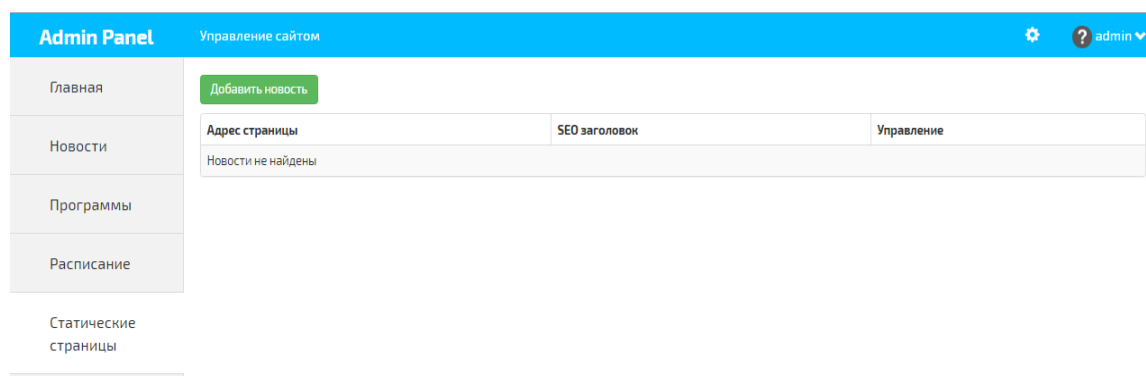 Admin Panel
Управление сайтом
admin
Главная
Новости
Программы
Расписание
Статические
страницы
Добавить новость
Адрес страницы SEO заголовок Управление
Новости не найдены